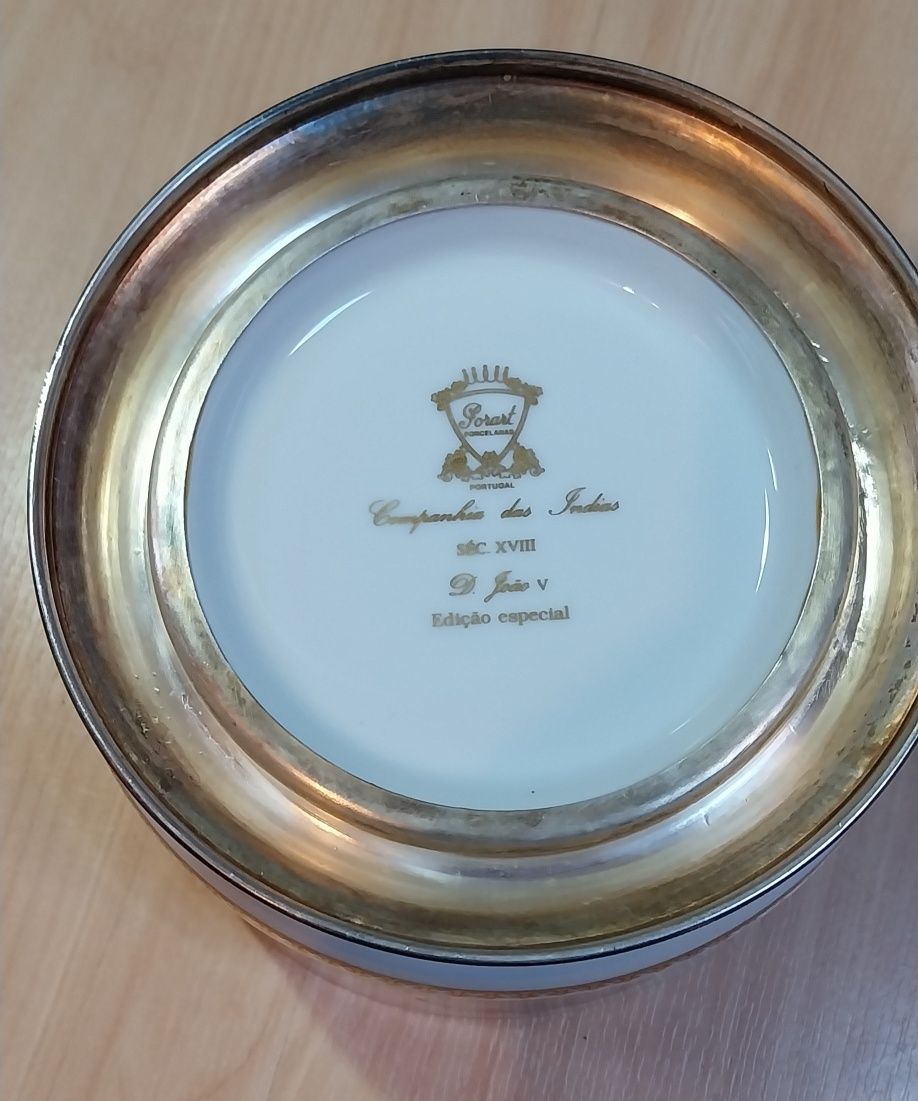 Porart
PORCELANAS
PORTUGAL
Companhia das Indias
SÉC. XVIII
D. João V
Edição especial